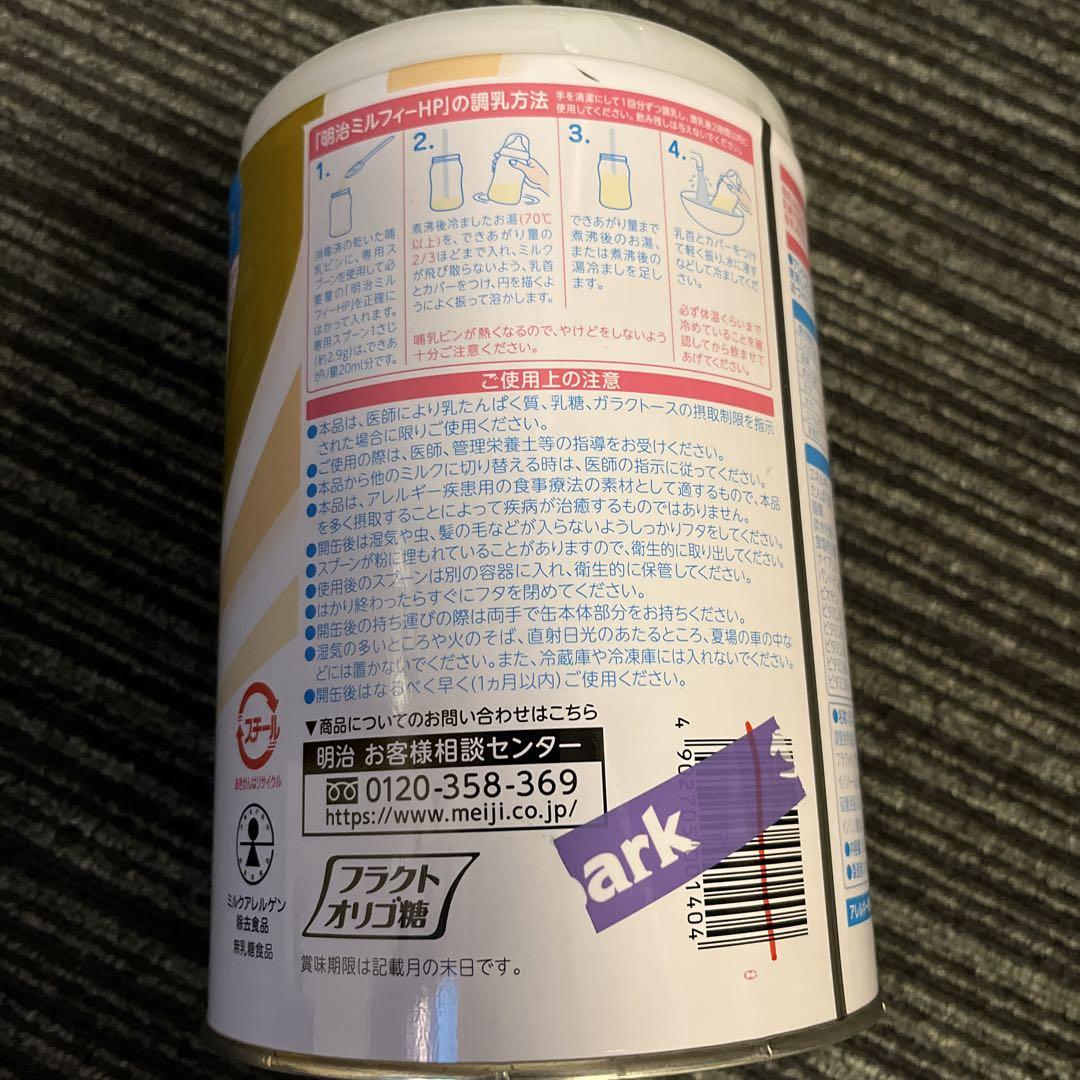 「明治ミルフィーHP」の調乳方法
手を清潔にして1回分ずつ調乳し、調乳後2時間以内に
使用してください。飲み残しは与えないでください。
1.
消毒済の乾いた哺
乳ビンに、専用ス
プーンを使用して必
要量の「明治ミル
フィーHP」を正確に
はかって入れます。
専用スプーン1さじ
(約2.9g)は、できあ
がり量20ml分です。
2.
煮沸後冷ましたお湯(70℃
以上)を、できあがり量の
2/3ほどまで入れ、ミルク
が飛び散らないよう、乳首
とカバーをつけ、円を描くよ
うによく振って溶かします。
3.
できあがり量まで
煮沸後のお湯、
または煮沸後の
湯冷ましを足し
ます。
哺乳ビンが熱くなるので、やけどをしないよう
十分ご注意ください。
4.
乳首とカバーをつけ
て軽く振り、水に浸す
などして冷ましてくだ
さい。
必ず体温くらいまで
冷めていることを確
認してから飲ませて
あげてください。
ご使用上の注意
●本品は、医師により乳たんぱく質、乳糖、ガラクトースの摂取制限を指示
された場合に限りご使用ください。
●ご使用の際は、医師、管理栄養士等の指導をお受けください。
●本品から他のミルクに切り替える時は、医師の指示に従ってください。
●本品は、アレルギー疾患用の食事療法の素材として適するもので、本品
を多く摂取することによって疾病が治癒するものではありません。
●開缶後は湿気や虫、髪の毛などが入らないようしっかりフタをしてください。
●スプーンが粉に埋もれていることがありますので、衛生的に取り出してください。
●使用後のスプーンは別の容器に入れ、衛生的に保管してください。
●はかり終わったらすぐにフタを閉めてください。
●開缶後の持ち運びの際は両手で缶本体部分をお持ちください。
●湿気の多いところや火のそば、直射日光のあたるところ、夏場の車の中な
どには置かないでください。また、冷蔵庫や冷凍庫には入れないでください。
●開缶後はなるべく早く(1ヵ月以内)ご使用ください。
スチール
あきかんはリサイクル
▼商品についてのお問い合わせはこちら
明治 お客様相談センター
0120-358-369
https://www.meiji.co.jp/
ミルクアレルゲン
除去食品
無乳糖食品
フラクト
オリゴ糖
賞味期限は記載月の末日です。
ark